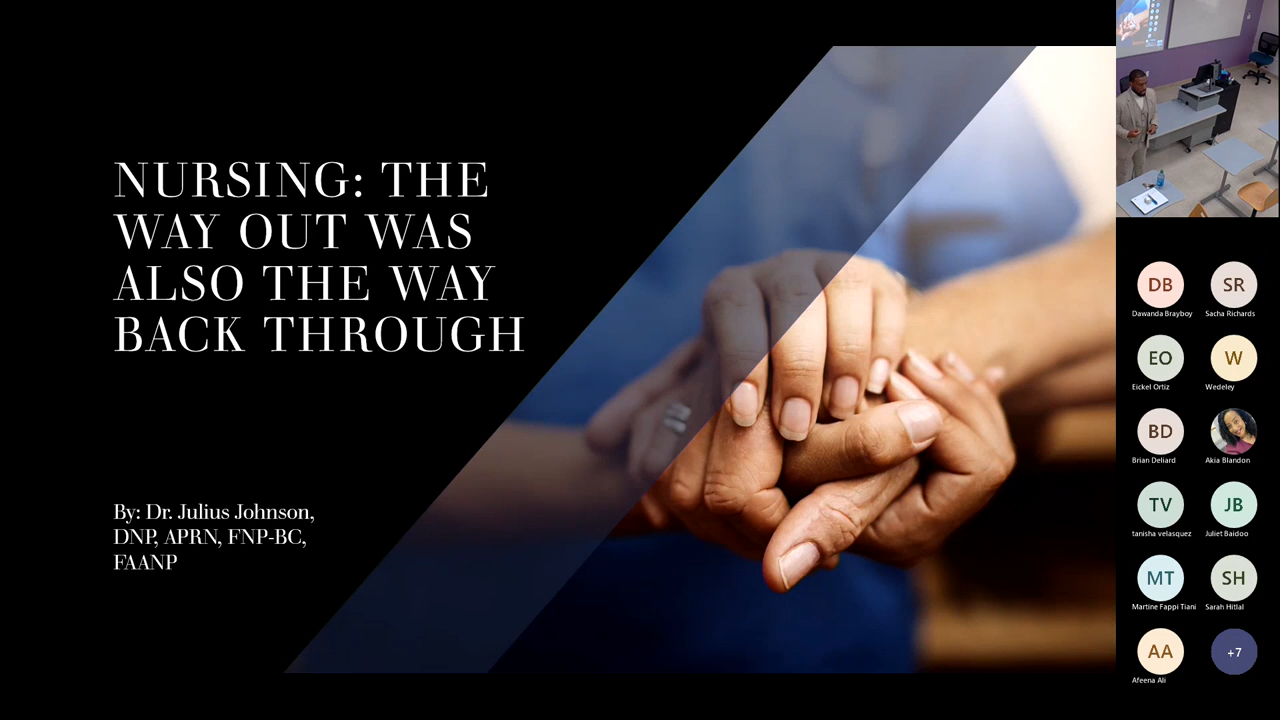 NURSING: THE
WAY OUT WAS
ALSO THE WAY
BACK THROUGH
By: Dr. Julius Johnson,
DNP, APRN, FNP-BC,
FAANP
DB
Dawanda Brayboy
SR
Sacha Richards
EO
Eickel Ortiz
W
Wedeley
BD
Brian Deliard
Akia Blandon
TV
tanisha velasquez
JB
Juliet Baidoo
MT
Martine Fappi Tiani
SH
Sarah Hitlal
AA
Afeena Ali
+7